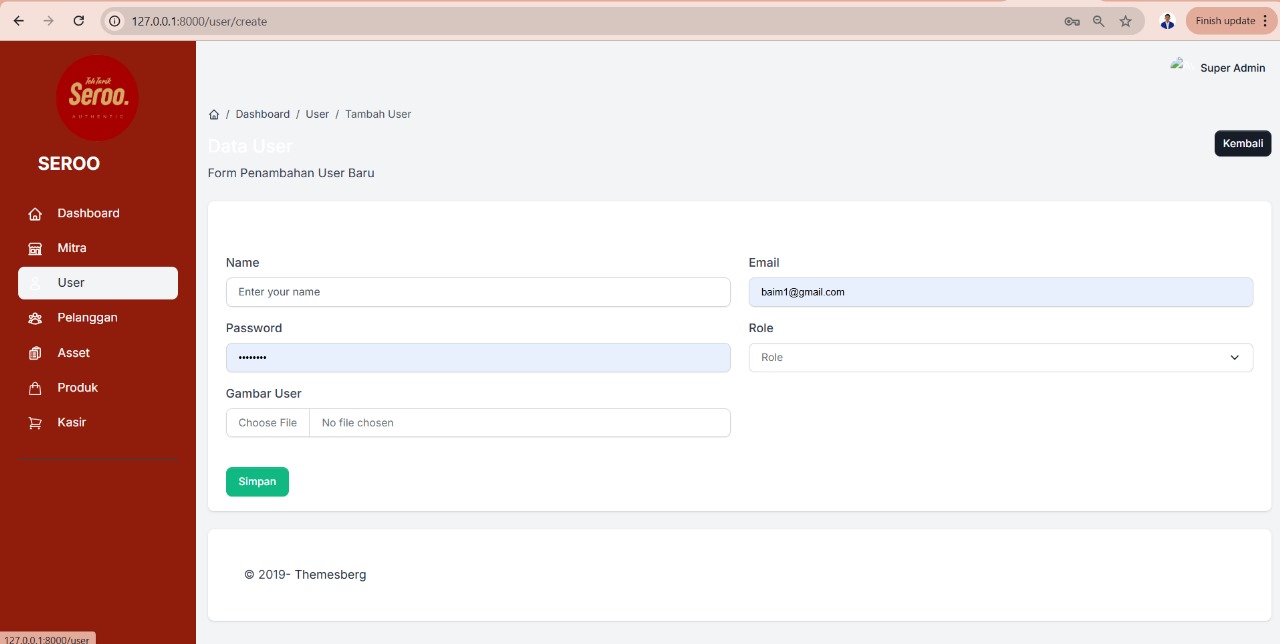 127.0.0.1:8000/user/create
Finish update
Teh Tarik
Seroo.
AUTHENTIC
SEROO
Dashboard
Mitra
User
Pelanggan
Asset
Produk
Kasir
Super Admin
/ Dashboard / User / Tambah User
Data User
Kembali
Form Penambahan User Baru
Name
Email
Enter your name
baim1@gmail.com
Password
Role
••••••••
Role
Gambar User
Choose File No file chosen
Simpan
© 2019- Themesberg
127.0.0.1:8000/user